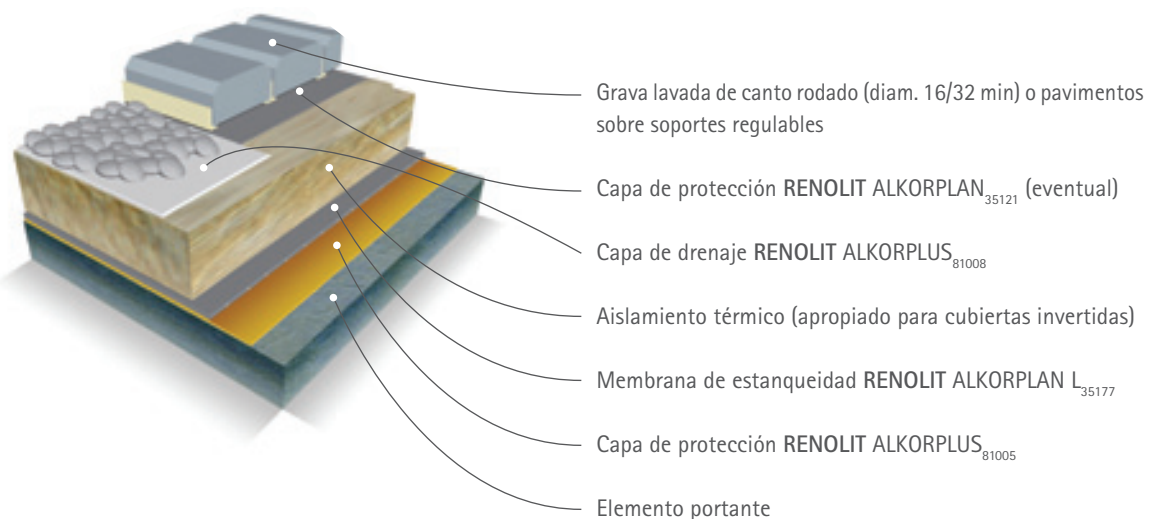 Grava lavada de canto rodado (diam. 16/32 min) o pavimentos
sobre soportes regulables
Capa de protección RENOLIT ALKORPLAN35121 (eventual)
Capa de drenaje RENOLIT ALKORPLUS81008
Aislamiento térmico (apropiado para cubiertas invertidas)
Membrana de estanqueidad RENOLIT ALKORPLAN L35177
Capa de protección RENOLIT ALKORPLUS81005
Elemento portante